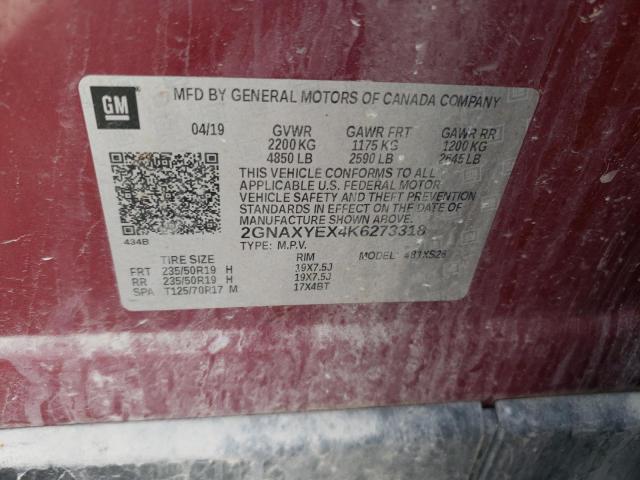 GM
MFD BY GENERAL MOTORS OF CANADA COMPANY
04/19 GVWR GAWR FRT GAWR RR
2200 KG 1175 KG 1200 KG
4850 LB 2590 LB 2645 LB
THIS VEHICLE CONFORMS TO ALL
APPLICABLE U.S. FEDERAL MOTOR
VEHICLE SAFETY AND THEFT PREVENTION
STANDARDS IN EFFECT ON THE DATE OF
MANUFACTURE SHOWN ABOVE.
434B
2GNAXYEX4K6273318
TYPE: M.P.V. MODEL:
TIRE SIZE RIM
FRT 235/50R19 H 19X7.5J
RR 235/50R19 H 19X7.5J
SPA T125/70R17 M 17X4BT